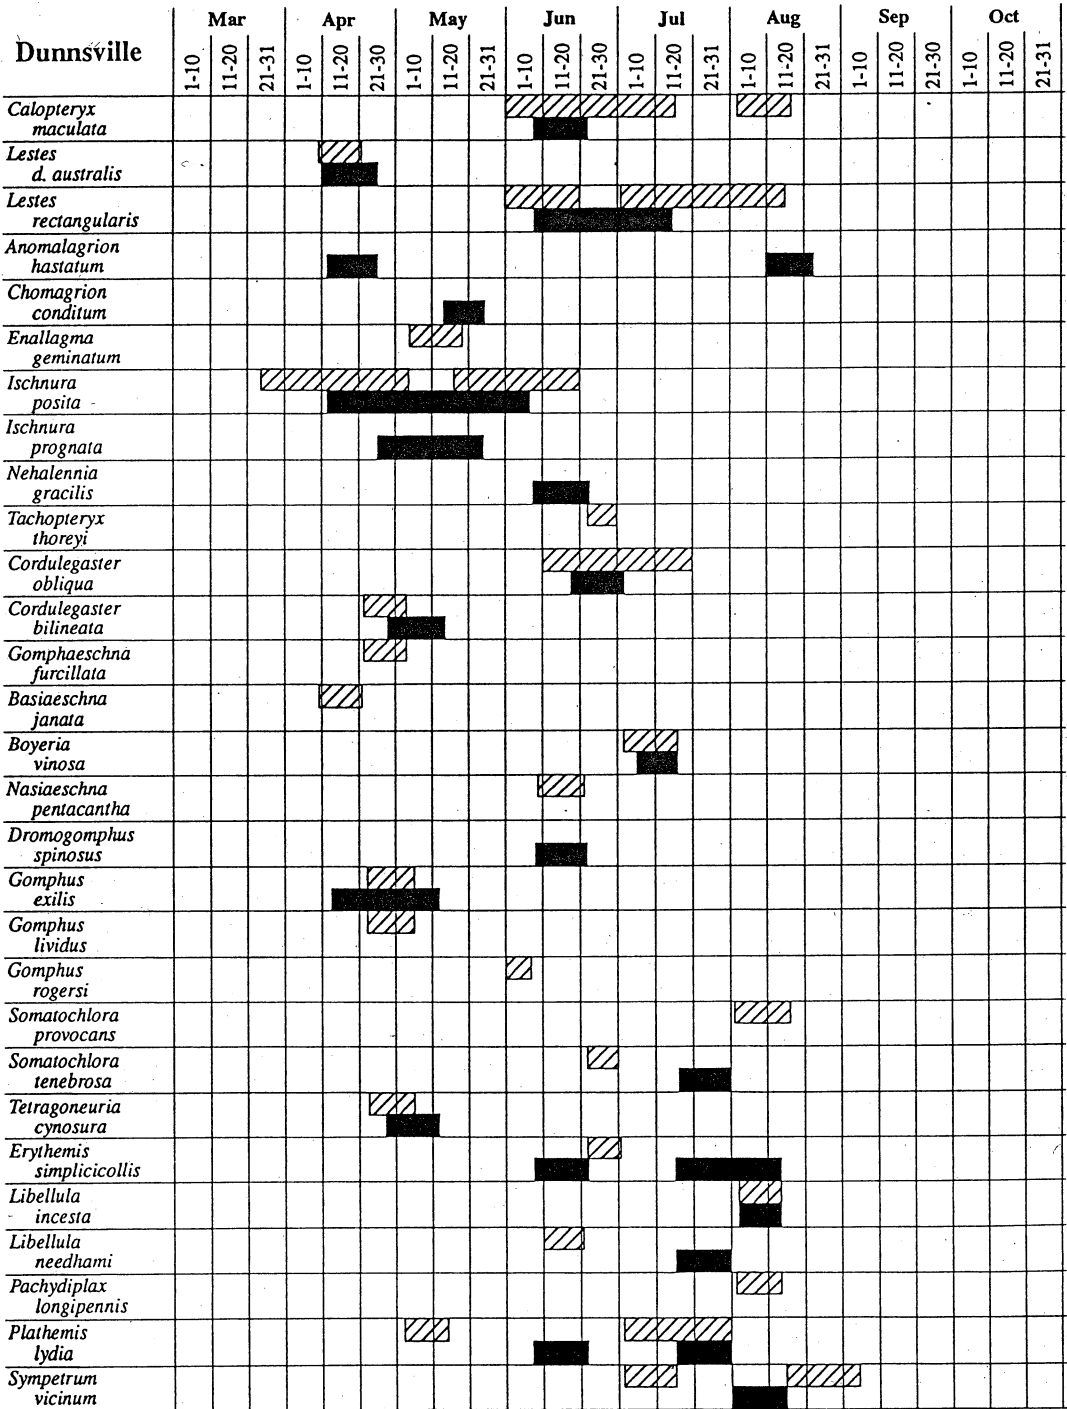 Mar Apr May Jun Jul Aug Sep Oct
Dunnsville
1-10 11-20 21-31 1-10 11-20 21-30 1-10 11-20 21-31 1-10 11-20 21-30 1-10 11-20 21-31 1-10 11-20 21-31 1-10 11-20 21-30 1-10 11-20 21-31
Calopteryx
maculata
Lestes
d. australis
Lestes
rectangularis
Anomalagrion
hastatum
Chomagrion
conditum
Enallagma
geminatum
Ischnura
posita
Ischnura
prognata
Nehalennia
gracilis
Tachopteryx
thoreyi
Cordulegaster
obliqua
Cordulegaster
bilineata
Gomphaeschna
furcillata
Basiaeschna
janata
Boyeria
vinosa
Nasiaeschna
pentacantha
Dromogomphus
spinosus
Gomphus
exilis
Gomphus
lividus
Gomphus
rogersi
Somatochlora
provocans
Somatochlora
tenebrosa
Tetragoneuria
cynosura
Erythemis
simplicicollis
Libellula
incesta
Libellula
needhami
Pachydiplax
longipennis
Plathemis
lydia
Sympetrum
vicinum